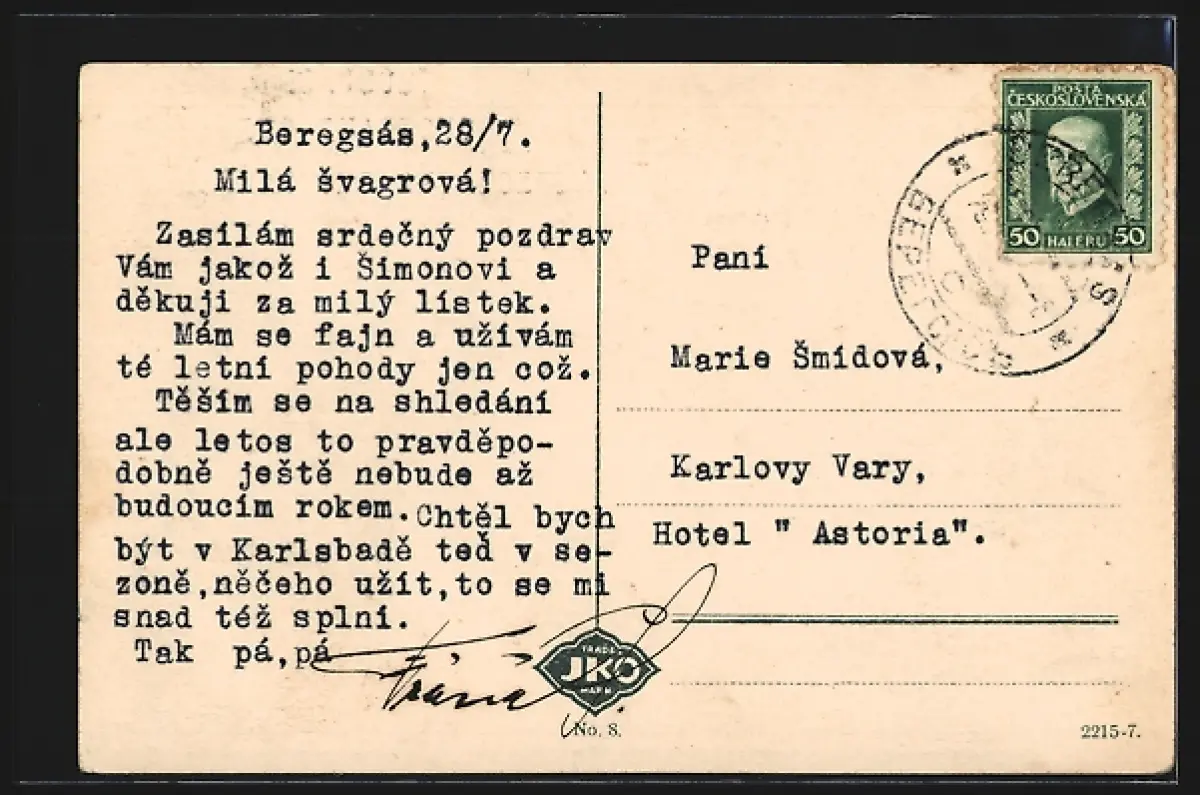 Beregsás,28/7.
Milá švagrová!
Zasílám srdečný pozdrav
Vám jakož i Šimonovi a
děkuji za milý lístek.
Mám se fajn a užívám
té letní pohody jen což.
Těším se na shledání
ale letos to pravděpo-
dobně ještě nebude až
budoucím rokem. Chtěl bych
být v Karlsbadě teď v se-
zoně,něčeho užít,to se mi
snad též splní.
Tak pá,pá
TRADE
JKO
MARK
No. 8.
POŠTA
ČESKOSLOVENSKÁ
50 HALÉŘŮ 50
Paní
Marie Šmídová,
Karlovy Vary,
Hotel " Astoria".
2215-7.